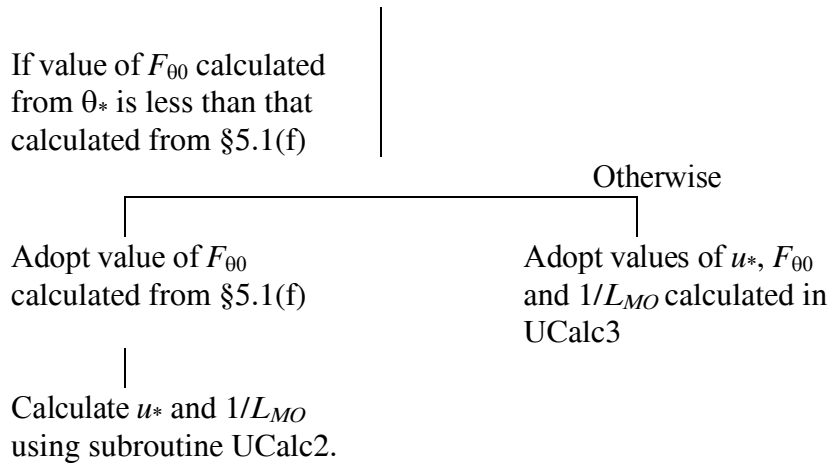 If value of Fθ0 calculated
from θ* is less than that
calculated from §5.1(f)
Otherwise
Adopt value of Fθ0
calculated from §5.1(f)
Adopt values of u*, Fθ0
and 1/LMO calculated in
UCalc3
Calculate u* and 1/LMO
using subroutine UCalc2.